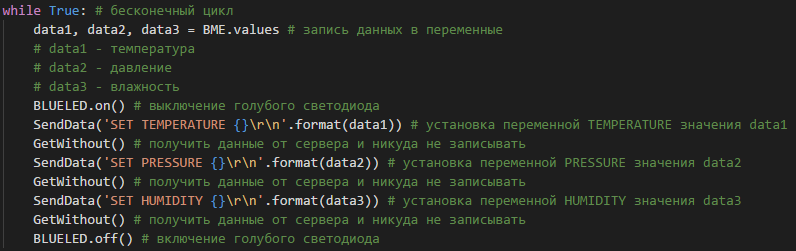 while True: # бесконечный цикл
    data1, data2, data3 = BME.values # запись данных в переменные
    # data1 - температура
    # data2 - давление
    # data3 - влажность
    BLUELED.on() # выключение голубого светодиода
    SendData('SET TEMPERATURE {}\r\n'.format(data1)) # установка переменной TEMPERATURE значения data1
    GetWithout() # получить данные от сервера и никуда не записывать
    SendData('SET PRESSURE {}\r\n'.format(data2)) # установка переменной PRESSURE значения data2
    GetWithout() # получить данные от сервера и никуда не записывать
    SendData('SET HUMIDITY {}\r\n'.format(data3)) # установка переменной HUMIDITY значения data3
    GetWithout() # получить данные от сервера и никуда не записывать
    BLUELED.off() # включение голубого светодиода